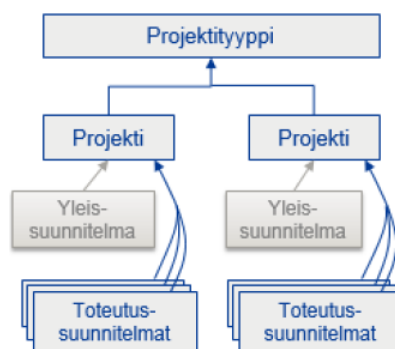 Projektityyppi
Projekti
Projekti
Yleis-
suunnitelma
Yleis-
suunnitelma
Toteutus-
suunnitelmat
Toteutus-
suunnitelmat